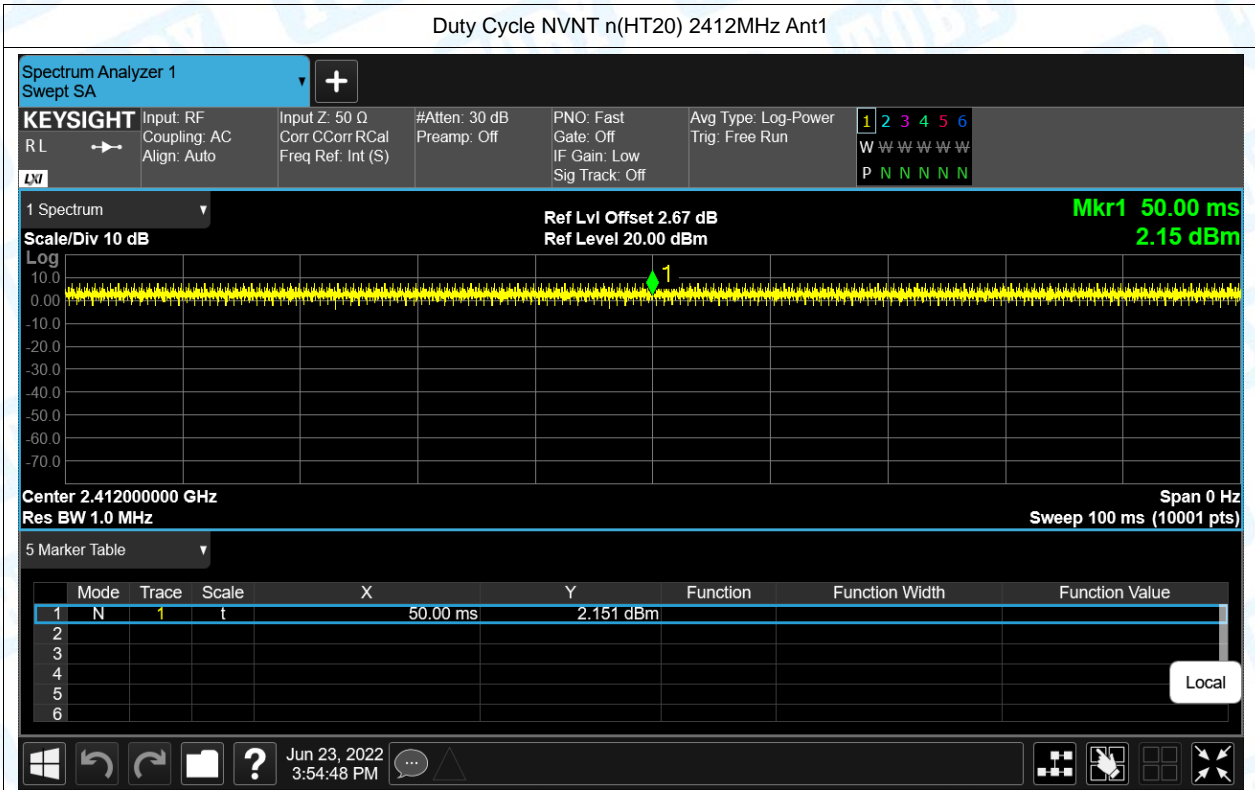 Duty Cycle NVNT n(HT20) 2412MHz Ant1
Spectrum Analyzer 1
Swept SA
KEYSIGHT
RL
LXI
Input: RF
Coupling: AC
Align: Auto
Input Z: 50 Ω
Corr CCorr RCal
Freq Ref: Int (S)
#Atten: 30 dB
Preamp: Off
PNO: Fast
Gate: Off
IF Gain: Low
Sig Track: Off
Avg Type: Log-Power
Trig: Free Run
1 2 3 4 5 6
W W W W W W
P N N N N N
1 Spectrum
Scale/Div 10 dB
Ref Lvl Offset 2.67 dB
Ref Level 20.00 dBm
Mkr1 50.00 ms
2.15 dBm
Log
10.0
0.00
-10.0
-20.0
-30.0
-40.0
-50.0
-60.0
-70.0
1
Center 2.412000000 GHz
Res BW 1.0 MHz
Span 0 Hz
Sweep 100 ms (10001 pts)
5 Marker Table
Mode Trace Scale X Y Function Function Width Function Value
1 N 1 t 50.00 ms 2.151 dBm
2
3
4
5
6
Local
?
Jun 23, 2022
3:54:48 PM